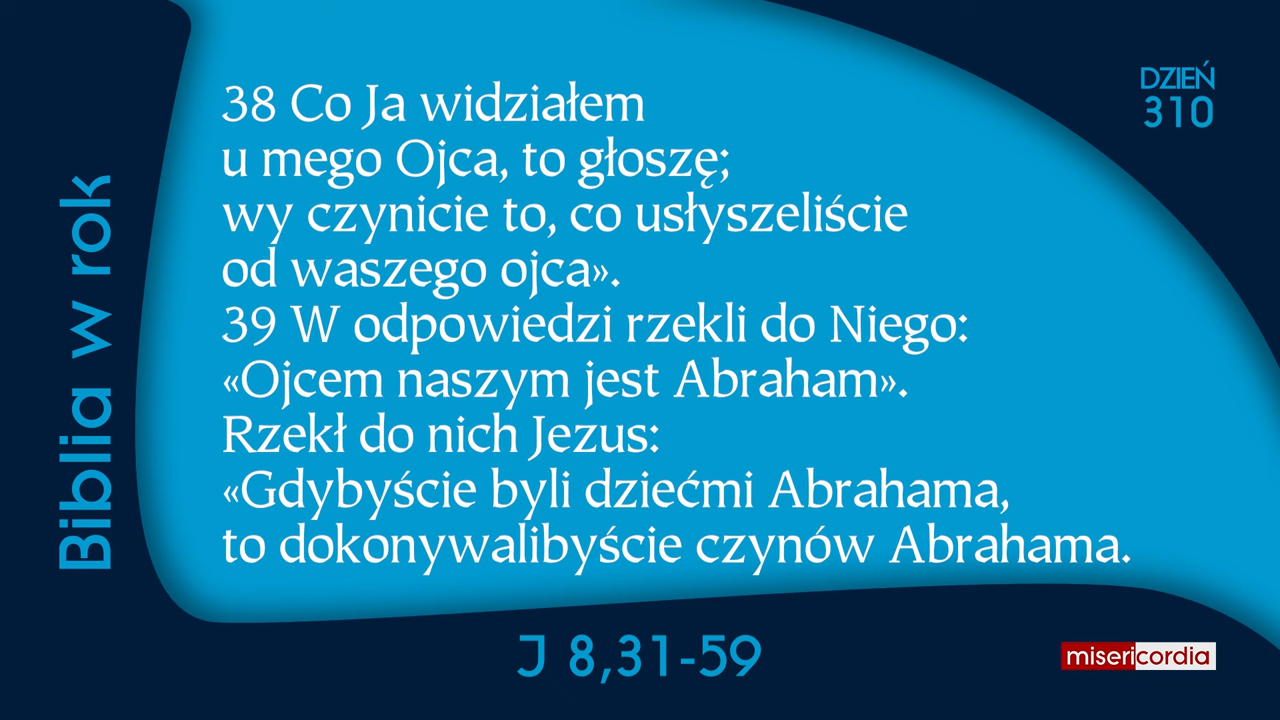 DZIEŃ
310
Biblia w rok
38 Co Ja widziałem
u mego Ojca, to głoszę;
wy czynicie to, co usłyszeliście
od waszego ojca».
39 W odpowiedzi rzekli do Niego:
«Ojcem naszym jest Abraham».
Rzekł do nich Jezus:
«Gdybyście byli dziećmi Abrahama,
to dokonywalibyście czynów Abrahama.
J 8,31-59
misericordia